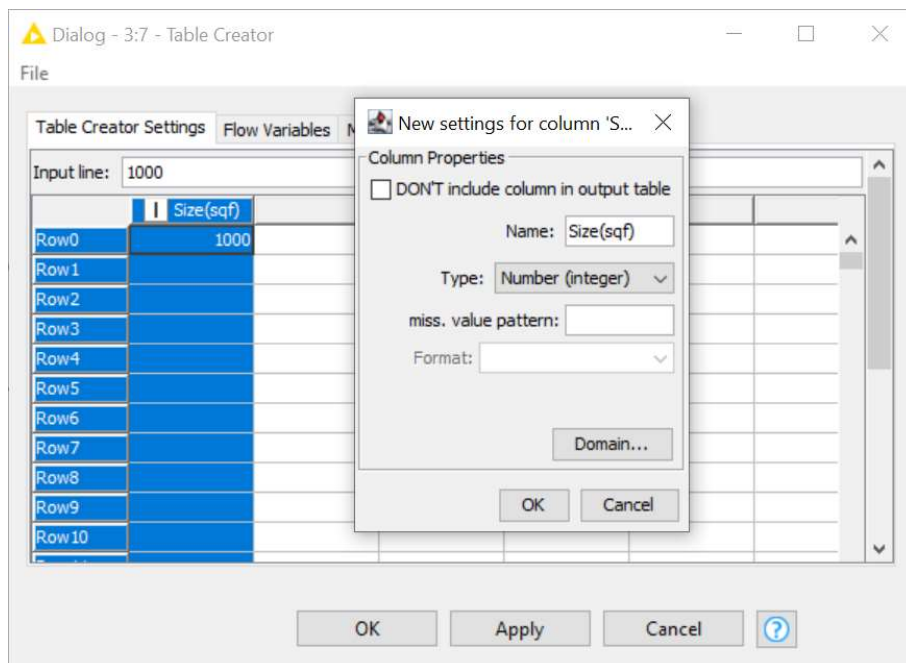 Dialog - 3:7 - Table Creator
File
Table Creator Settings Flow Variables
Input line: 1000
I Size(sqf)
Row0 1000
Row1
Row2
Row3
Row4
Row5
Row6
Row7
Row8
Row9
Row10
New settings for column 'S...
Column Properties
DON'T include column in output table
Name: Size(sqf)
Type: Number (integer)
miss. value pattern:
Format:
Domain...
OK Cancel
OK Apply Cancel ?